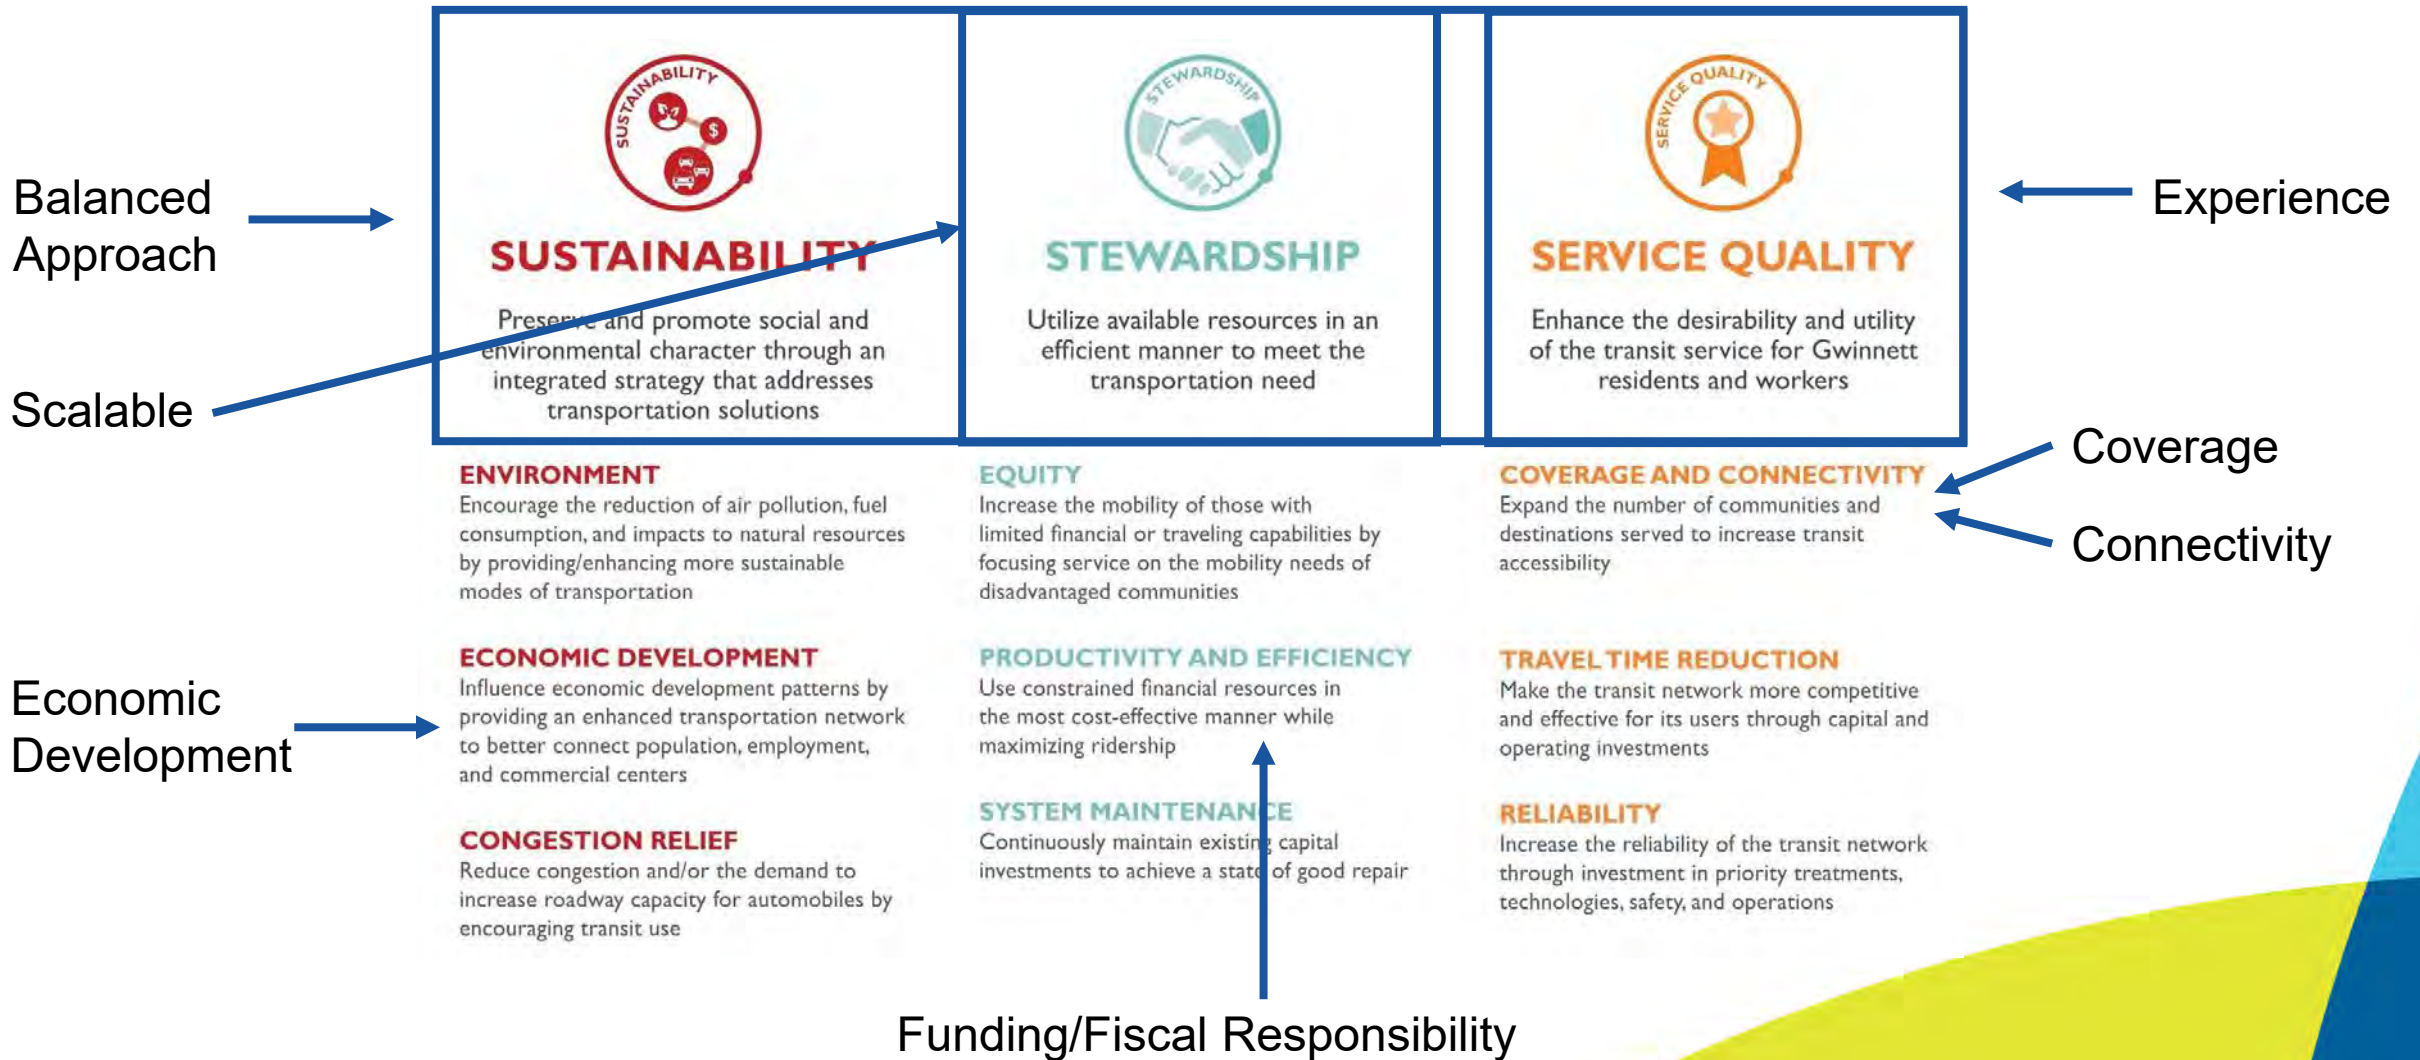 Balanced
Approach
Scalable
Economic
Development
SUSTAINABILITY
$
SUSTAINABILITY
Preserve and promote social and
environmental character through an
integrated strategy that addresses
transportation solutions
ENVIRONMENT
Encourage the reduction of air pollution, fuel
consumption, and impacts to natural resources
by providing/enhancing more sustainable
modes of transportation
ECONOMIC DEVELOPMENT
Influence economic development patterns by
providing an enhanced transportation network
to better connect population, employment,
and commercial centers
CONGESTION RELIEF
Reduce congestion and/or the demand to
increase roadway capacity for automobiles by
encouraging transit use
STEWARDSHIP
STEWARDSHIP
Utilize available resources in an
efficient manner to meet the
transportation need
EQUITY
Increase the mobility of those with
limited financial or traveling capabilities by
focusing service on the mobility needs of
disadvantaged communities
PRODUCTIVITY AND EFFICIENCY
Use constrained financial resources in
the most cost-effective manner while
maximizing ridership
SYSTEM MAINTENANCE
Continuously maintain existing capital
investments to achieve a state of good repair
SERVICE QUALITY
SERVICE QUALITY
Enhance the desirability and utility
of the transit service for Gwinnett
residents and workers
COVERAGE AND CONNECTIVITY
Expand the number of communities and
destinations served to increase transit
accessibility
TRAVEL TIME REDUCTION
Make the transit network more competitive
and effective for its users through capital and
operating investments
RELIABILITY
Increase the reliability of the transit network
through investment in priority treatments,
technologies, safety, and operations
Experience
Coverage
Connectivity
Funding/Fiscal Responsibility